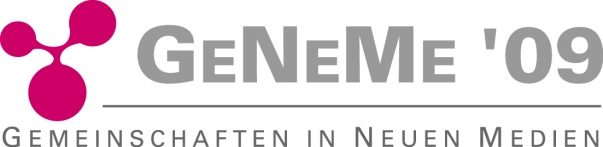 GENEME '09
GEMEINSCHAFTEN IN NEUEN MEDIEN